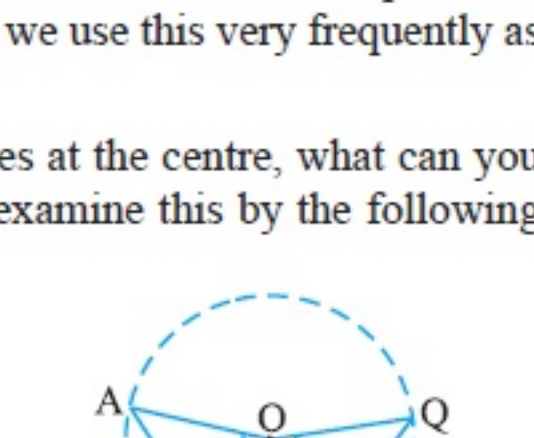 we use this very frequently as
es at the centre, what can you
examine this by the following
O
A
Q